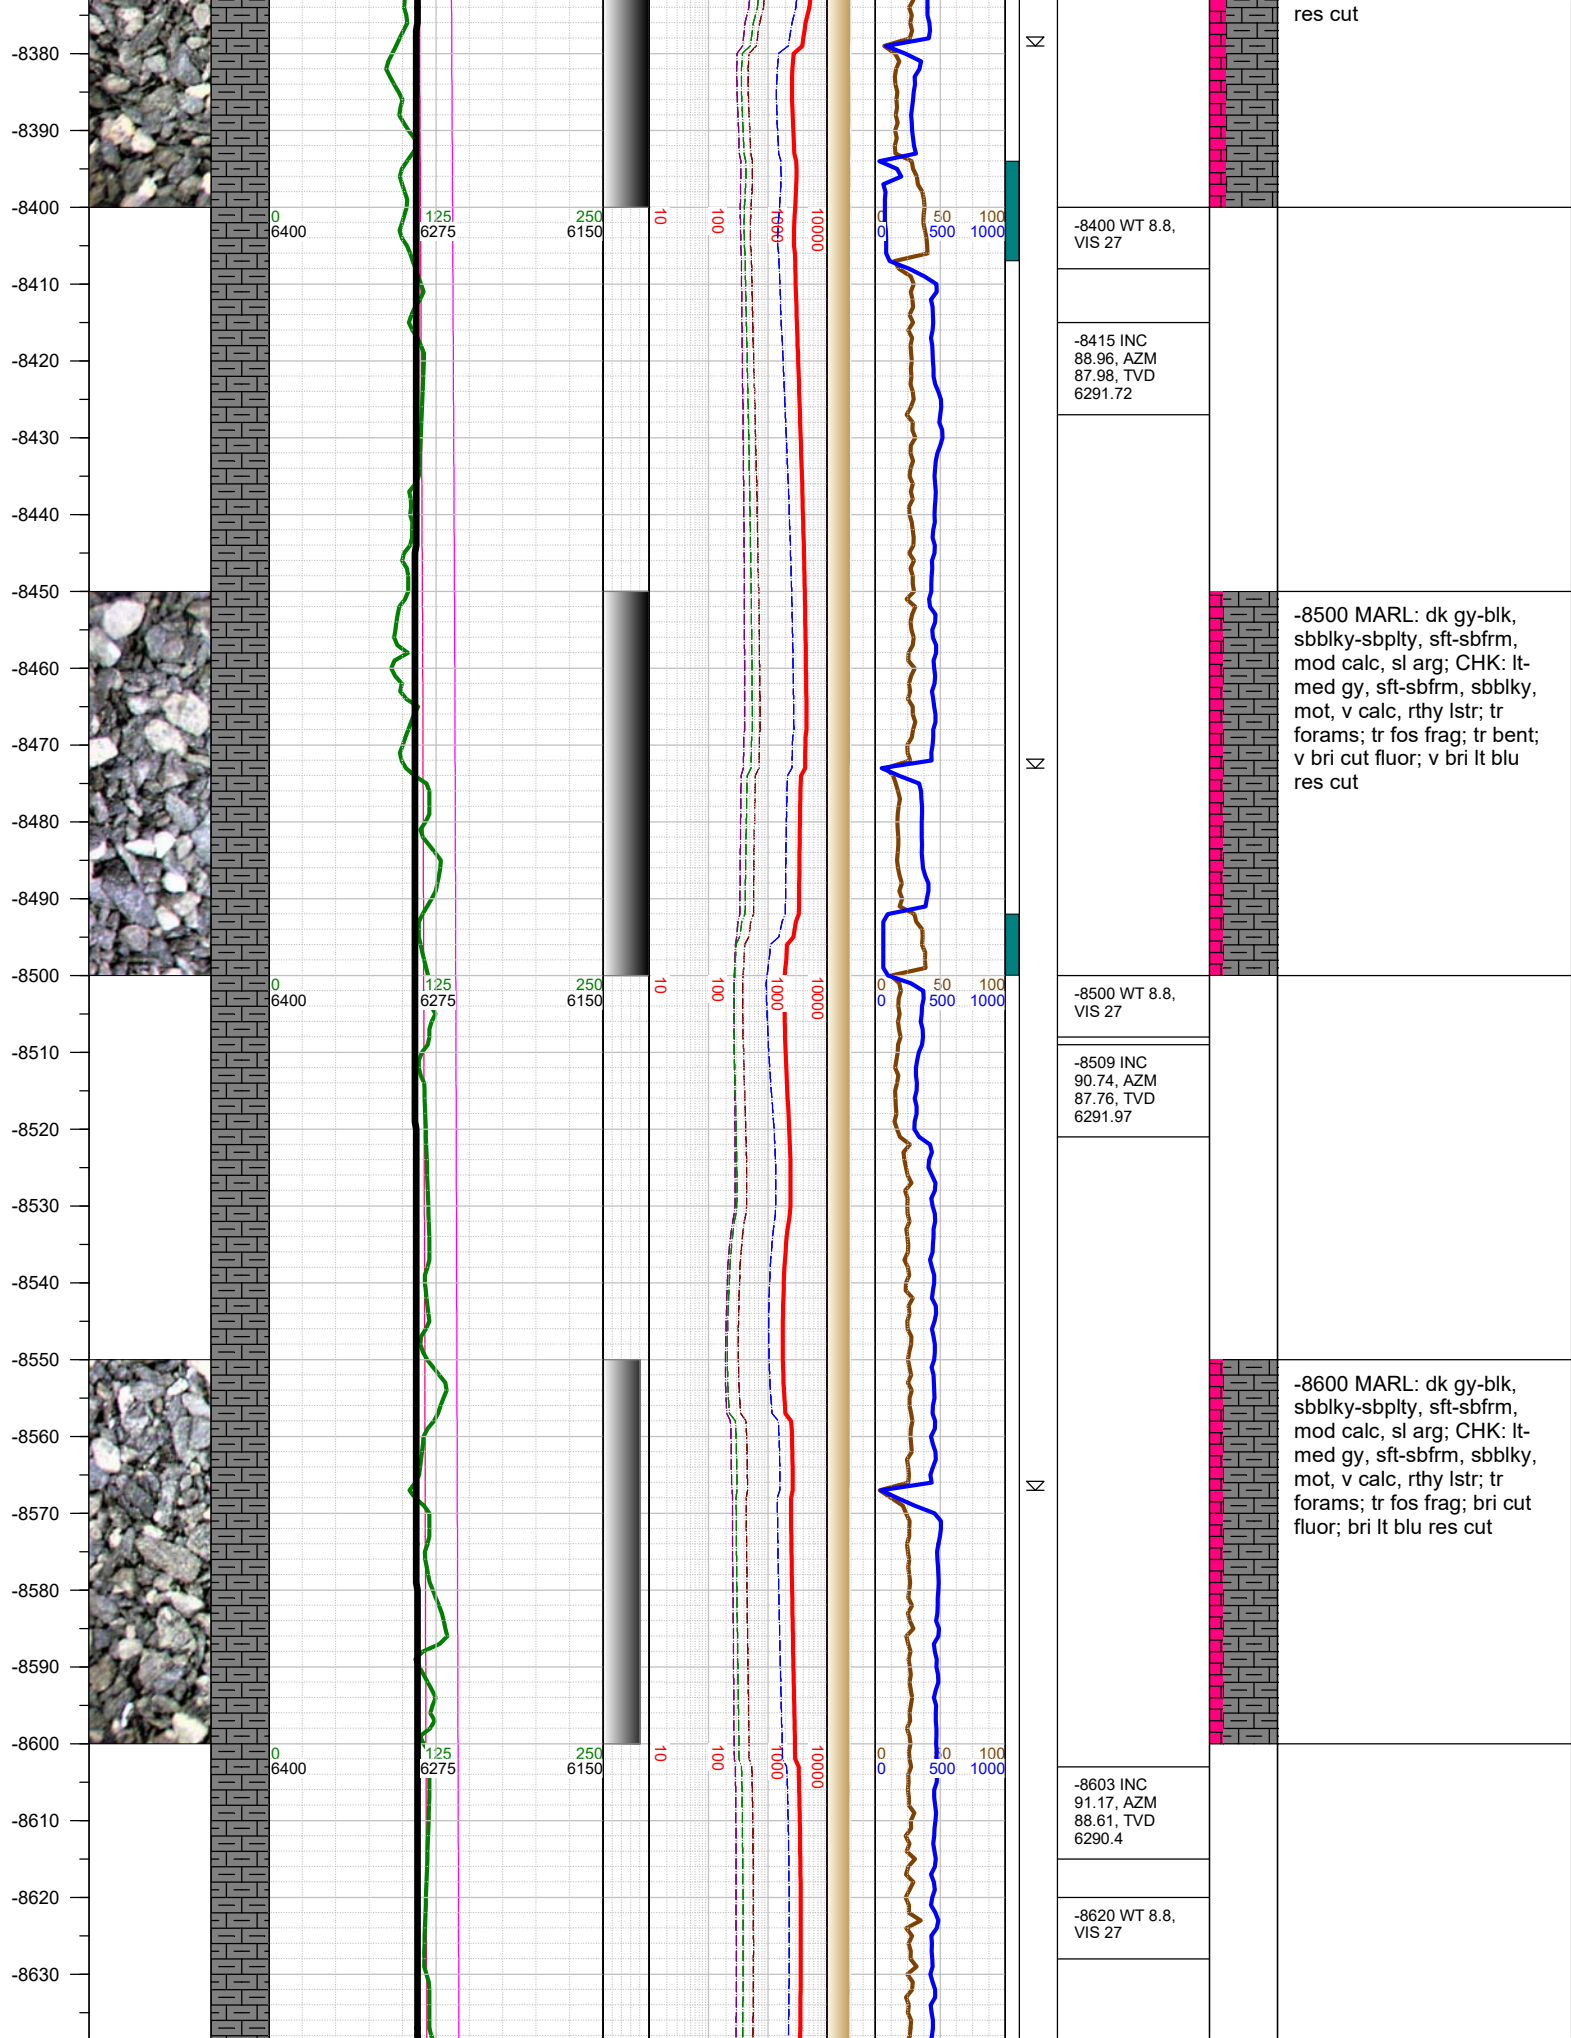 res cut
-8380
-8390
-8400
0 125 250 10 100 1000 10000 0 50 100
6400 6275 6150 0 500 1000
-8400 WT 8.8,
VIS 27
-8410
-8415 INC
88.96, AZM
87.98, TVD
6291.72
-8420
-8430
-8440
-8450
-8500 MARL: dk gy-blk,
sbblky-sbplty, sft-sbfrm,
mod calc, sl arg; CHK: lt-
med gy, sft-sbfrm, sbblky,
mot, v calc, rthy lstr; tr
forams; tr fos frag; tr bent;
v bri cut fluor; v bri lt blu
res cut
-8460
-8470
-8480
-8490
-8500
0 125 250 10 100 1000 10000 0 50 100
6400 6275 6150 0 500 1000
-8500 WT 8.8,
VIS 27
-8510
-8509 INC
90.74, AZM
87.76, TVD
6291.97
-8520
-8530
-8540
-8550
-8600 MARL: dk gy-blk,
sbblky-sbplty, sft-sbfrm,
mod calc, sl arg; CHK: lt-
med gy, sft-sbfrm, sbblky,
mot, v calc, rthy lstr; tr
forams; tr fos frag; bri cut
fluor; bri lt blu res cut
-8560
-8570
-8580
-8590
-8600
0 125 250 10 100 1000 10000 0 50 100
6400 6275 6150 0 500 1000
-8603 INC
91.17, AZM
88.61, TVD
6290.4
-8610
-8620
-8620 WT 8.8,
VIS 27
-8630